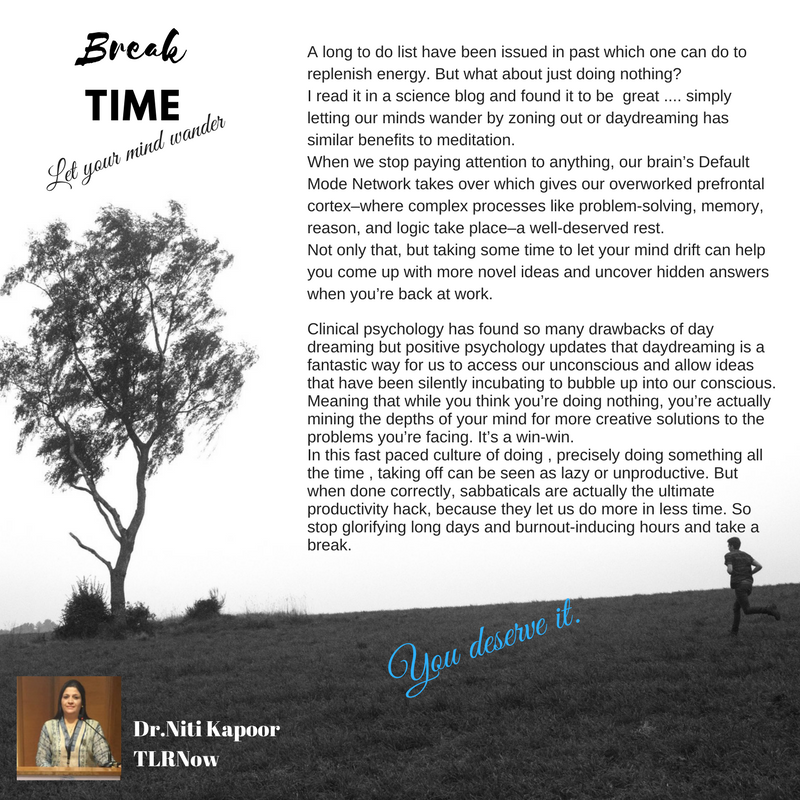 Break
TIME
Let your mind wander
A long to do list have been issued in past which one can do to
replenish energy. But what about just doing nothing?
I read it in a science blog and found it to be  great .... simply
letting our minds wander by zoning out or daydreaming has
similar benefits to meditation.
When we stop paying attention to anything, our brain’s Default
Mode Network takes over which gives our overworked prefrontal
cortex–where complex processes like problem-solving, memory,
reason, and logic take place–a well-deserved rest.
Not only that, but taking some time to let your mind drift can help
you come up with more novel ideas and uncover hidden answers
when you’re back at work.
Clinical psychology has found so many drawbacks of day
dreaming but positive psychology updates that daydreaming is a
fantastic way for us to access our unconscious and allow ideas
that have been silently incubating to bubble up into our conscious.
Meaning that while you think you’re doing nothing, you’re actually
mining the depths of your mind for more creative solutions to the
problems you’re facing. It’s a win-win.
In this fast paced culture of doing , precisely doing something all
the time , taking off can be seen as lazy or unproductive. But
when done correctly, sabbaticals are actually the ultimate
productivity hack, because they let us do more in less time. So
stop glorifying long days and burnout-inducing hours and take a
break.
You deserve it.
Dr.Niti Kapoor
TLRNow